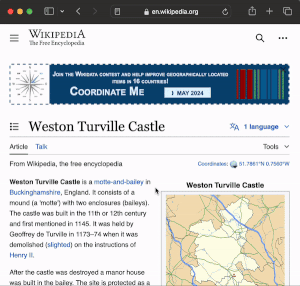 en.wikipedia.org
WIKIPEDIA
The Free Encyclopedia
JOIN THE WIKIDATA CONTEST AND HELP IMPROVE GEOGRAPHICALLY LOCATED
ITEMS IN 16 COUNTRIES!
COORDINATE ME
1 MAY 2024
Weston Turville Castle
1 language
Article Talk Tools
From Wikipedia, the free encyclopedia
Coordinates: 51.7861°N 0.7560°W
Weston Turville Castle is a motte-and-bailey in
Buckinghamshire, England. It consists of a
mound (a 'motte') with two enclosures (baileys).
The castle was built in the 11th or 12th century
and first mentioned in 1145. It was held by
Geoffrey de Turville in 1173–74 when it was
demolished (slighted) on the instructions of
Henry II.
After the castle was destroyed a manor house
was built in the bailey. The site is protected as a
Weston Turville Castle